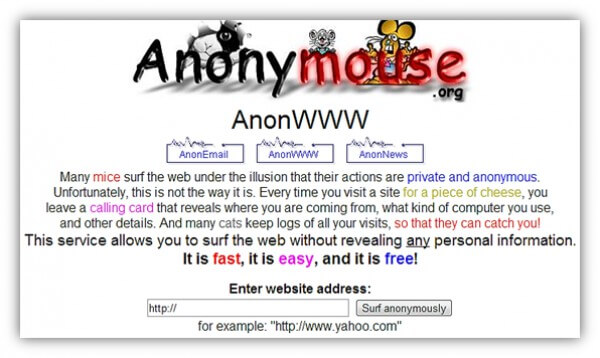 Anonymouse
.org
AnonWWW
AnonEmail AnonWWW AnonNews
Many mice surf the web under the illusion that their actions are private and anonymous.
Unfortunately, this is not the way it is. Every time you visit a site for a piece of cheese, you
leave a calling card that reveals where you are coming from, what kind of computer you use,
and other details. And many cats keep logs of all your visits, so that they can catch you!
This service allows you to surf the web without revealing any personal information.
It is fast, it is easy, and it is free!
Enter website address:
http:// Surf anonymously
for example: "http://www.yahoo.com"